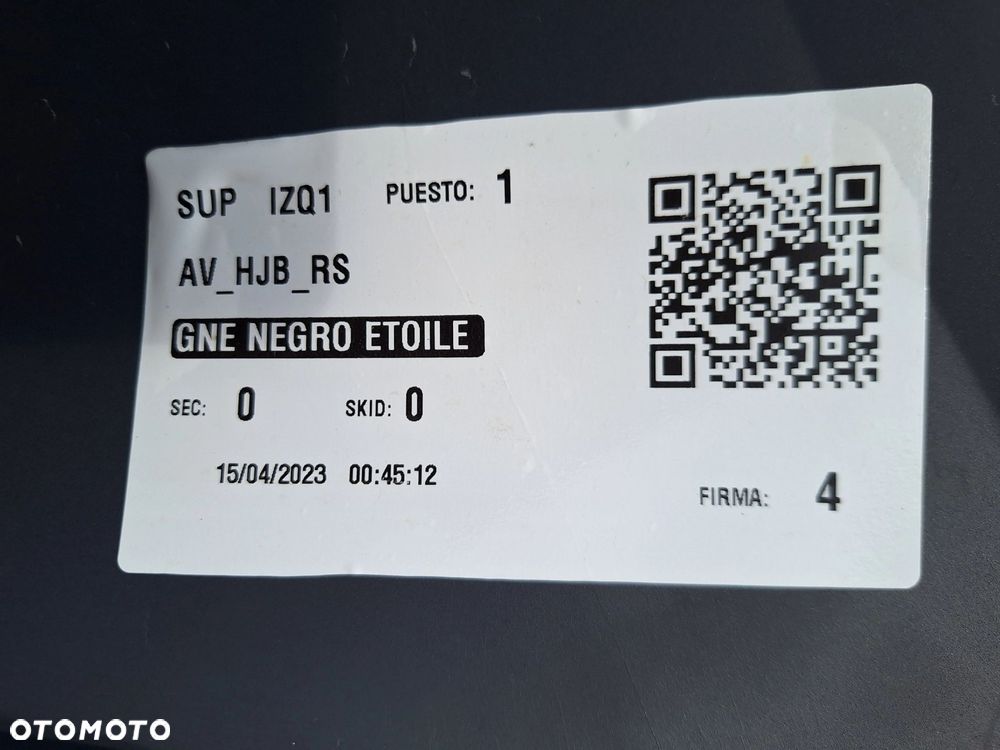 SUP IZQ1 PUESTO: 1
AV_HJB_RS
GNE NEGRO ETOILE
SEC: 0 SKID: 0
15/04/2023 00:45:12
FIRMA: 4
OTOMOTO